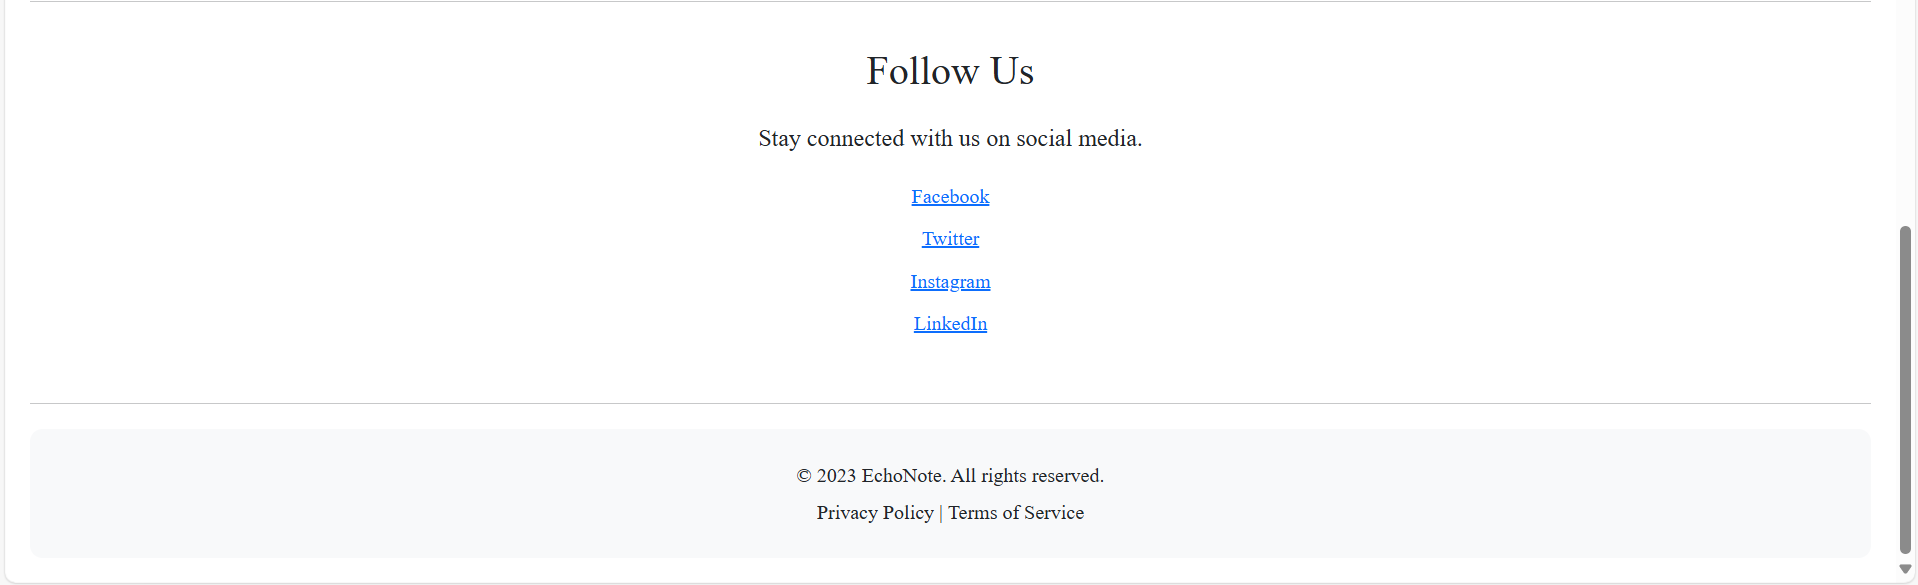 Follow Us
Stay connected with us on social media.
Facebook
Twitter
Instagram
LinkedIn
© 2023 EchoNote. All rights reserved.
Privacy Policy | Terms of Service